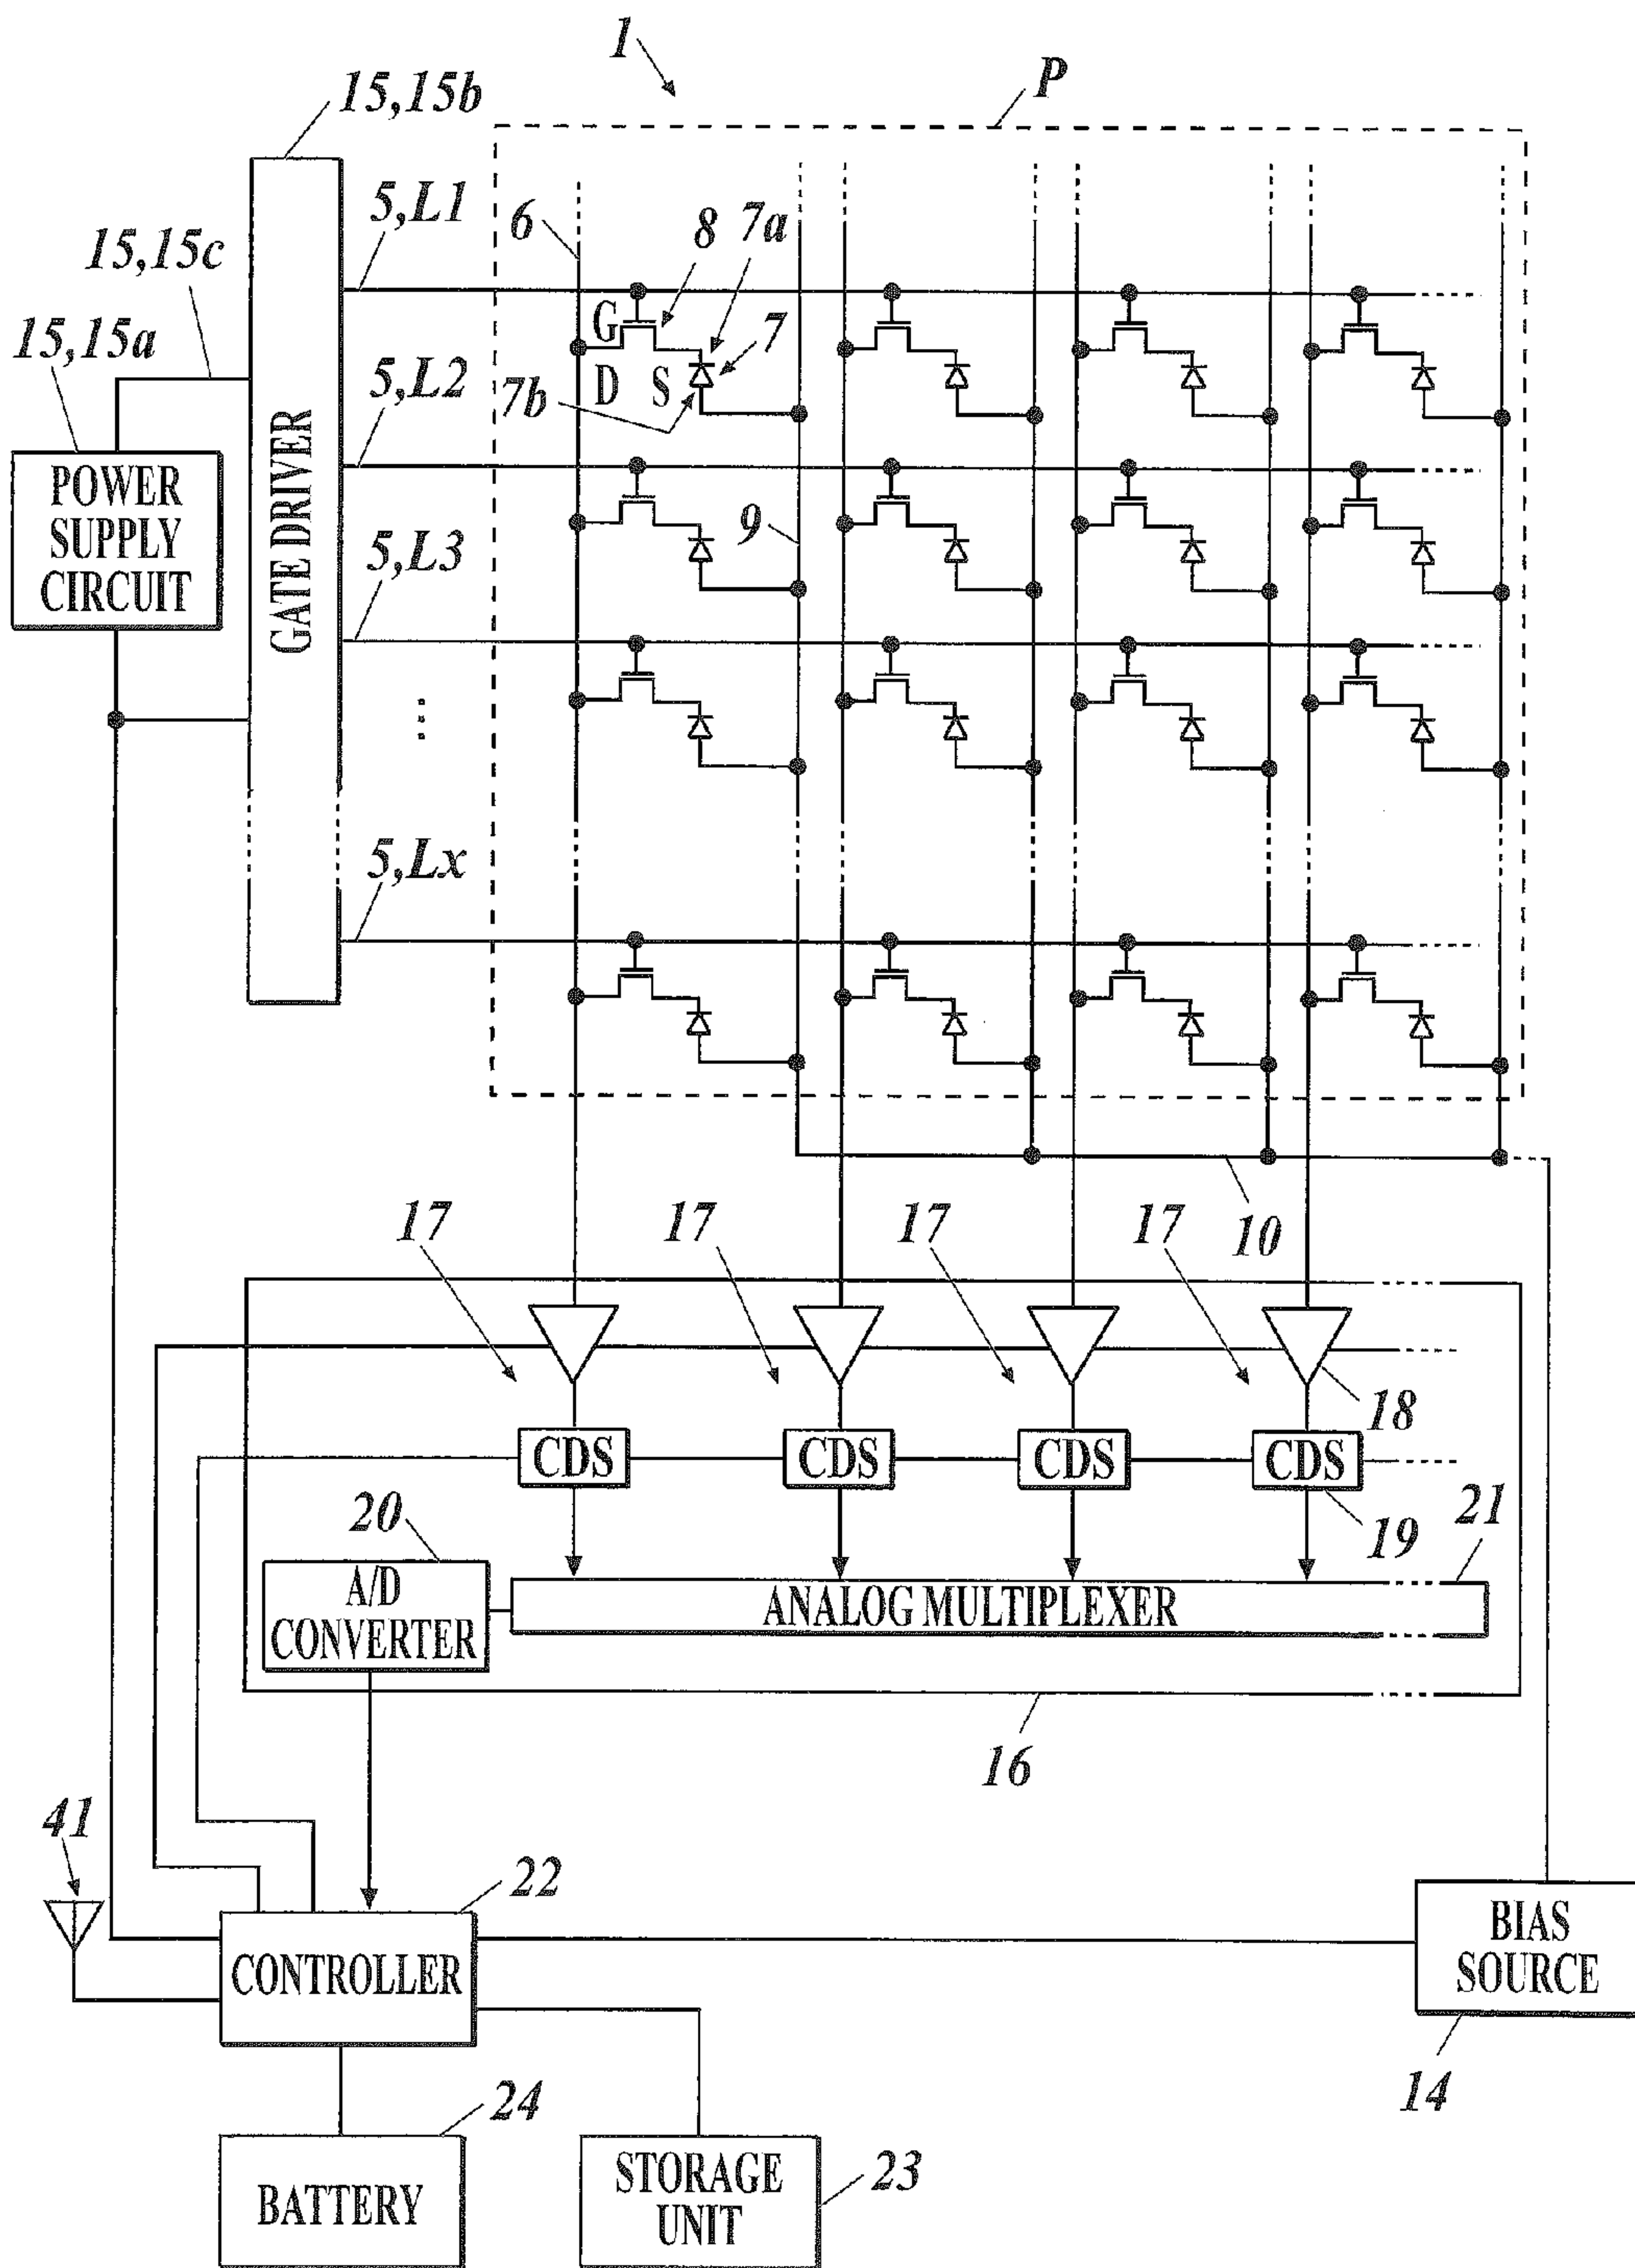 1
P
15,15b
5,L1
6
8
7a
15,15c
G
7
15,15a
D
S
5,L2
7b
POWER
SUPPLY
CIRCUIT
GATE DRIVER
9
5,L3
5,Lx
17
17
17
17
10
18
CDS
CDS
CDS
CDS
20
19
21
A/D
CONVERTER
ANALOG MULTIPLEXER
16
41
22
CONTROLLER
BIAS
SOURCE
14
24
BATTERY
STORAGE
UNIT
23